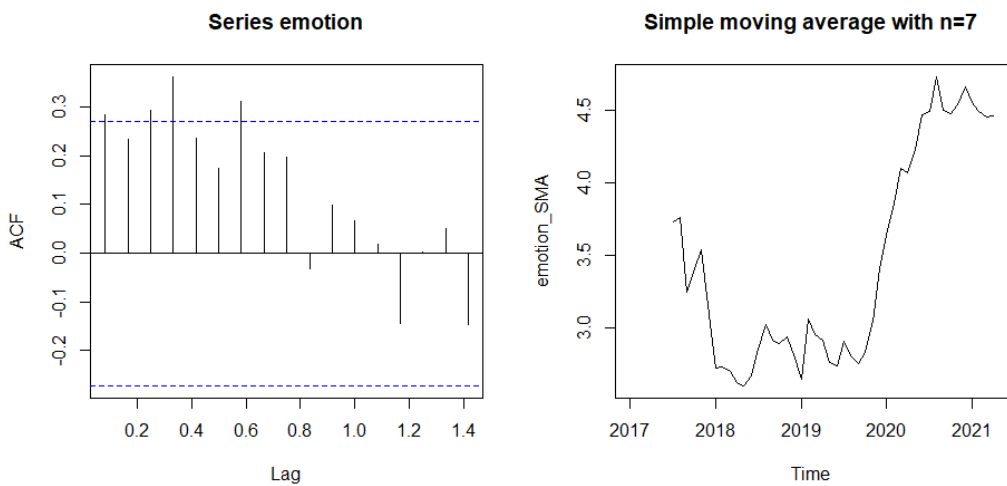 Series emotion
ACF
0.3
0.2
0.1
0.0
-0.1
-0.2
0.2 0.4 0.6 0.8 1.0 1.2 1.4
Lag
Simple moving average with n=7
emotion_SMA
4.5
4.0
3.5
3.0
2017 2018 2019 2020 2021
Time